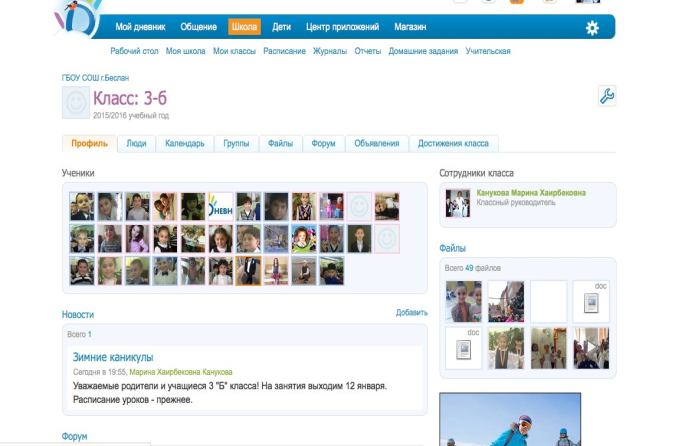 Мой дневник Общение Школа Дети Центр приложений Магазин
Рабочий стол Моя школа Мои классы Расписание Журналы Отчеты Домашние задания Учительская
ГБОУ СОШ г.Беслан
Класс: 3-б
2015/2016 учебный год
Профиль Люди Календарь Группы Файлы Форум Объявления Достижения класса
Ученики
ДНЕВН
Новости Добавить
Всего 1
Зимние каникулы
Сегодня в 19:55, Марина Хаирбековна Канукова
Уважаемые родители и учащиеся 3 "Б" класса! На занятия выходим 12 января.
Расписание уроков - прежнее.
Форум
Сотрудники класса
Канукова Марина Хаирбековна
Классный руководитель
Файлы
Всего 49 файлов
doc
doc